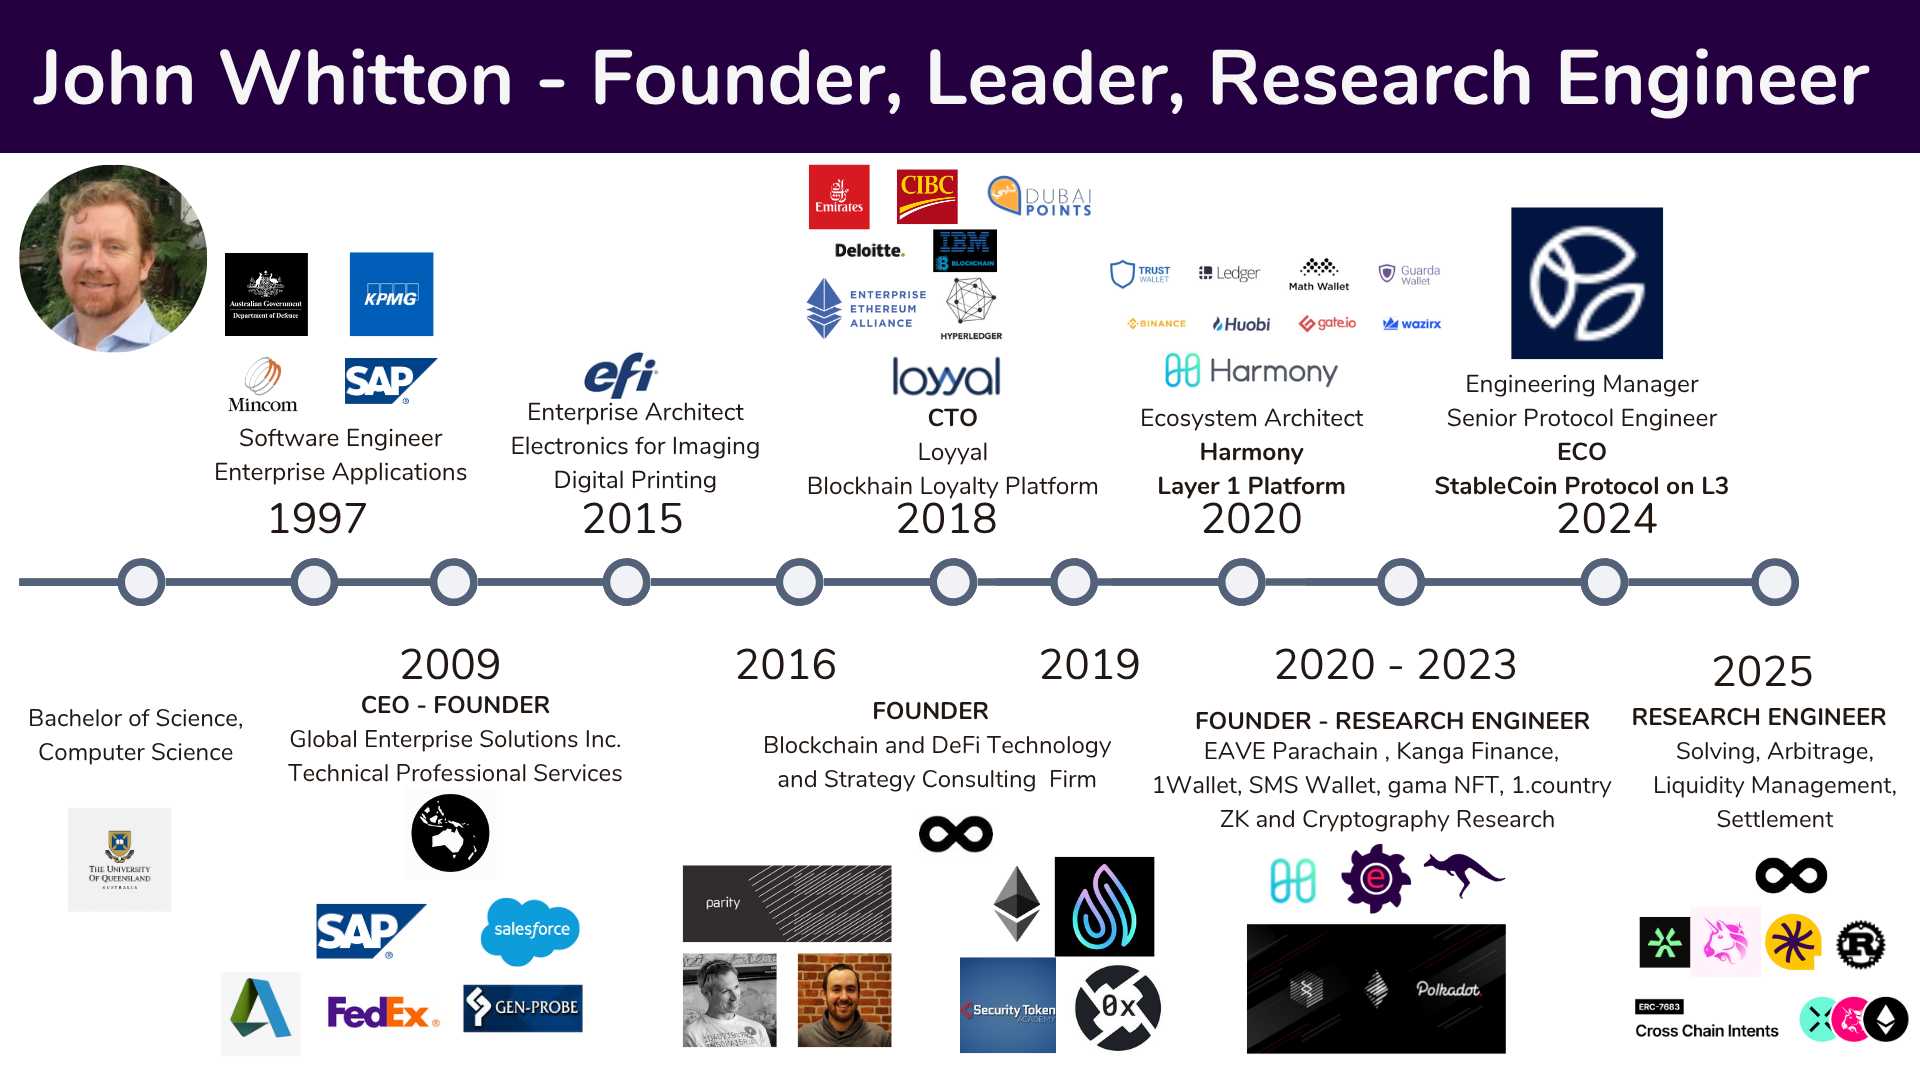 John Whitton - Founder, Leader, Research Engineer
Australian Government
Department of Defence
KPMG
Mincom
SAP
®
Software Engineer
Enterprise Applications
1997
efi
Enterprise Architect
Electronics for Imaging
Digital Printing
2015
Emirates
CIBC
DUBAI
POINTS
Deloitte.
IBM
BLOCKCHAIN
ENTERPRISE
ETHEREUM
ALLIANCE
HYPERLEDGER
loyyal
CTO
Loyyal
Blockhain Loyalty Platform
2018
TRUST
WALLET
Ledger
Math Wallet
Guarda
Wallet
BINANCE
Huobi
gate.io
wazirx
Harmony
Ecosystem Architect
Harmony
Layer 1 Platform
2020
Engineering Manager
Senior Protocol Engineer
ECO
StableCoin Protocol on L3
2024
Bachelor of Science,
Computer Science
THE UNIVERSITY
OF QUEENSLAND
AUSTRALIA
2009
CEO - FOUNDER
Global Enterprise Solutions Inc.
Technical Professional Services
SAP
®
salesforce
FedEx®
GEN-PROBE
2016
2019
FOUNDER
Blockchain and DeFi Technology
and Strategy Consulting Firm
parity
Security Token
ACADEMY
0x
2020 - 2023
FOUNDER - RESEARCH ENGINEER
EAVE Parachain , Kanga Finance,
1Wallet, SMS Wallet, gama NFT, 1.country
ZK and Cryptography Research
e
Polkadot
2025
RESEARCH ENGINEER
Solving, Arbitrage,
Liquidity Management,
Settlement
R
ERC-7683
Cross Chain Intents